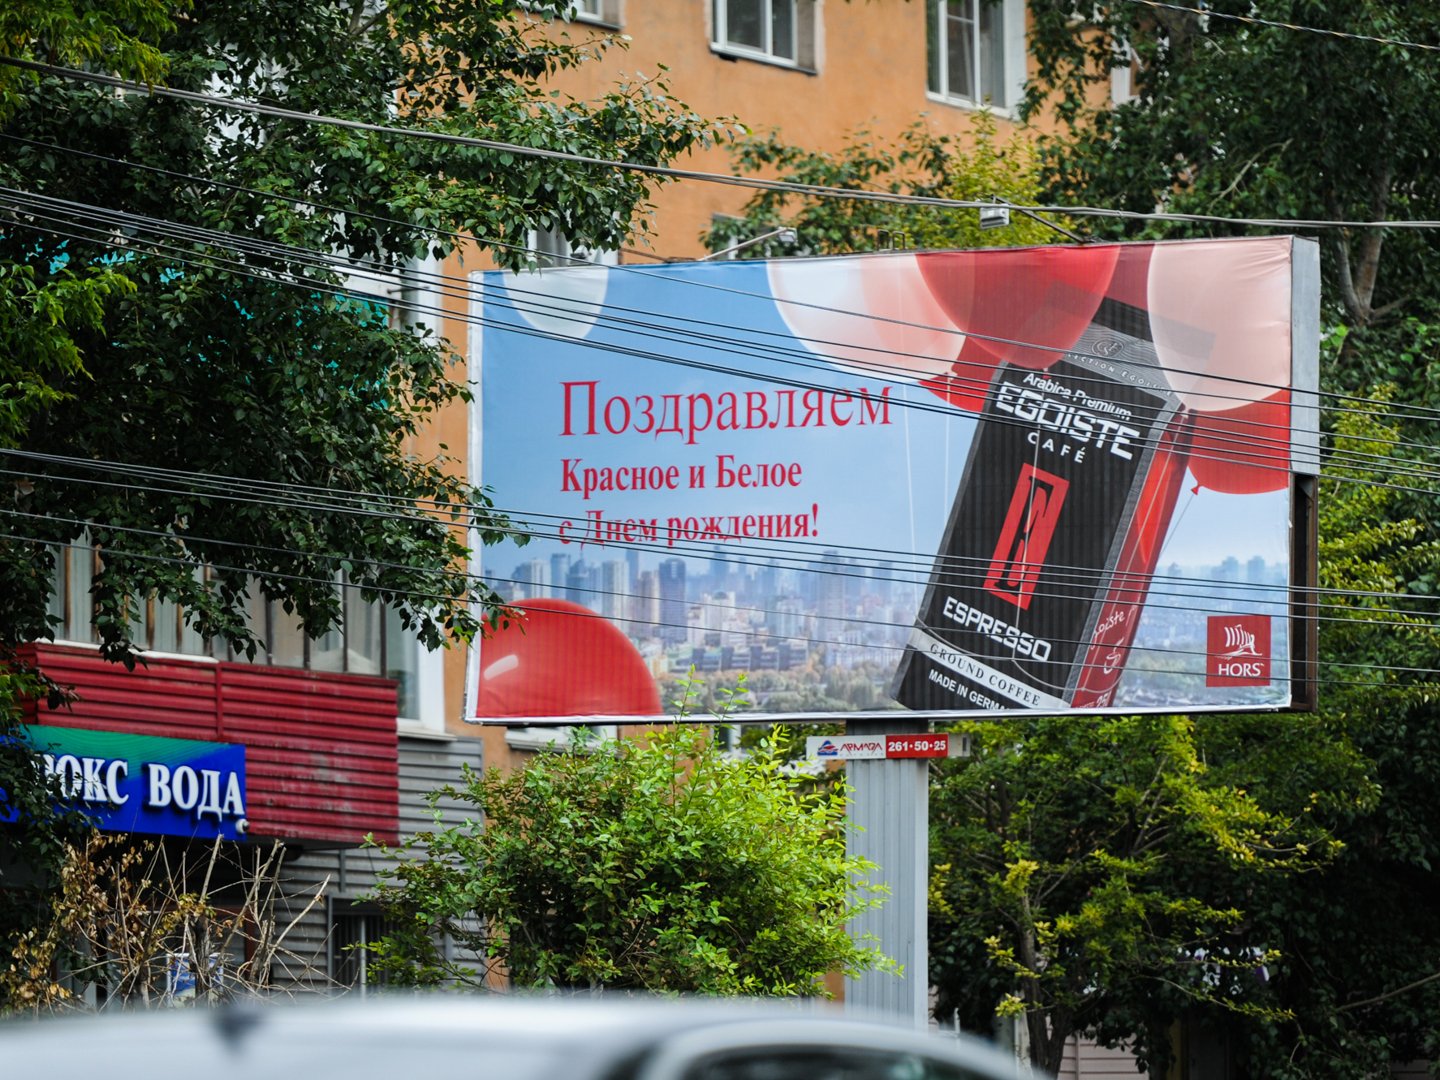 Поздравляем
Красное и Белое
с Днем рождения!
Arabica Premium
EGOISTE
CAFÉ
E
ESPRESSO
GROUND COFFEE
MADE IN
HORS
ARMADA 261•50•25
ВОДА